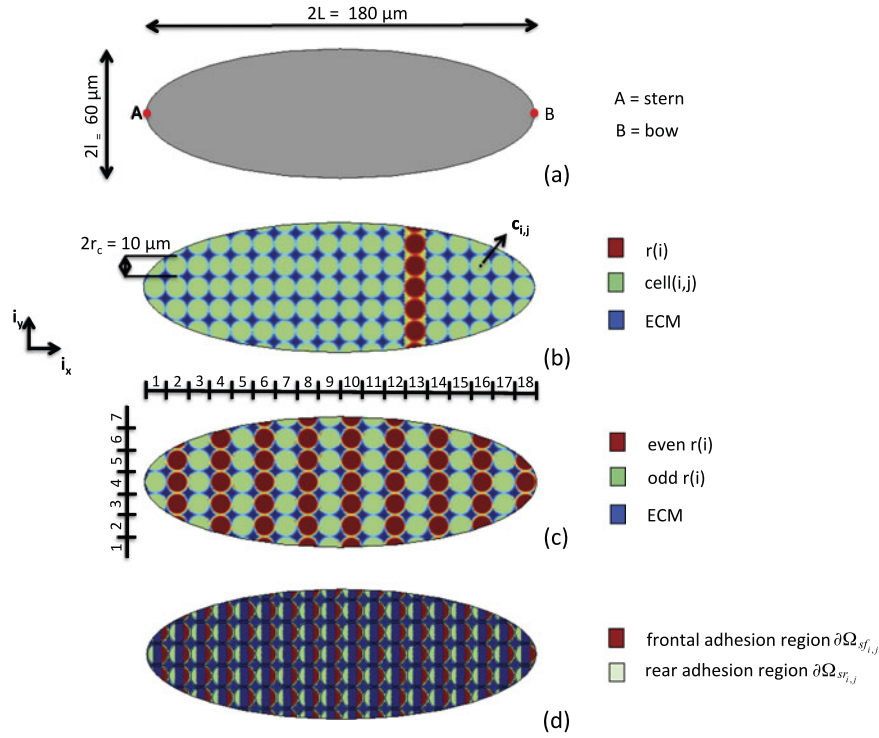 2L = 180 µm
2l = 60 µm
A
B
A = stern
B = bow
(a)
2r_c = 10 µm
c_i,j
r(i)
cell(i,j)
ECM
i_y
i_x
(b)
1 2 3 4 5 6 7 8 9 10 11 12 13 14 15 16 17 18
7
6
5
4
3
2
1
even r(i)
odd r(i)
ECM
(c)
frontal adhesion region ∂Ω_sf_i,j
rear adhesion region ∂Ω_sr_i,j
(d)